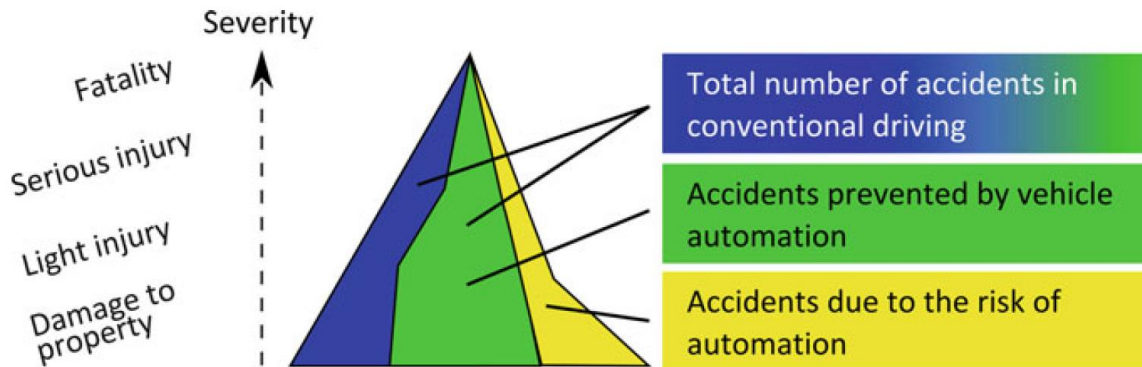 Severity
Fatality
Serious injury
Light injury
Damage to
property
Total number of accidents in
conventional driving
Accidents prevented by vehicle
automation
Accidents due to the risk of
automation